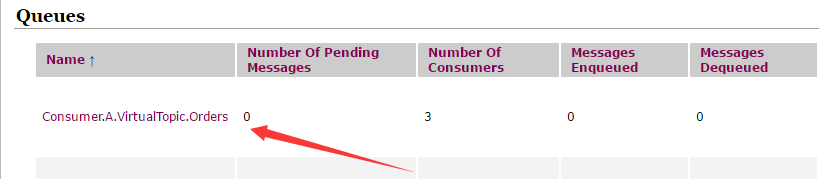 Queues
Name ↑ Number Of Pending Messages Number Of Consumers Messages Enqueued Messages Dequeued
Consumer.A.VirtualTopic.Orders 0 3 0 0